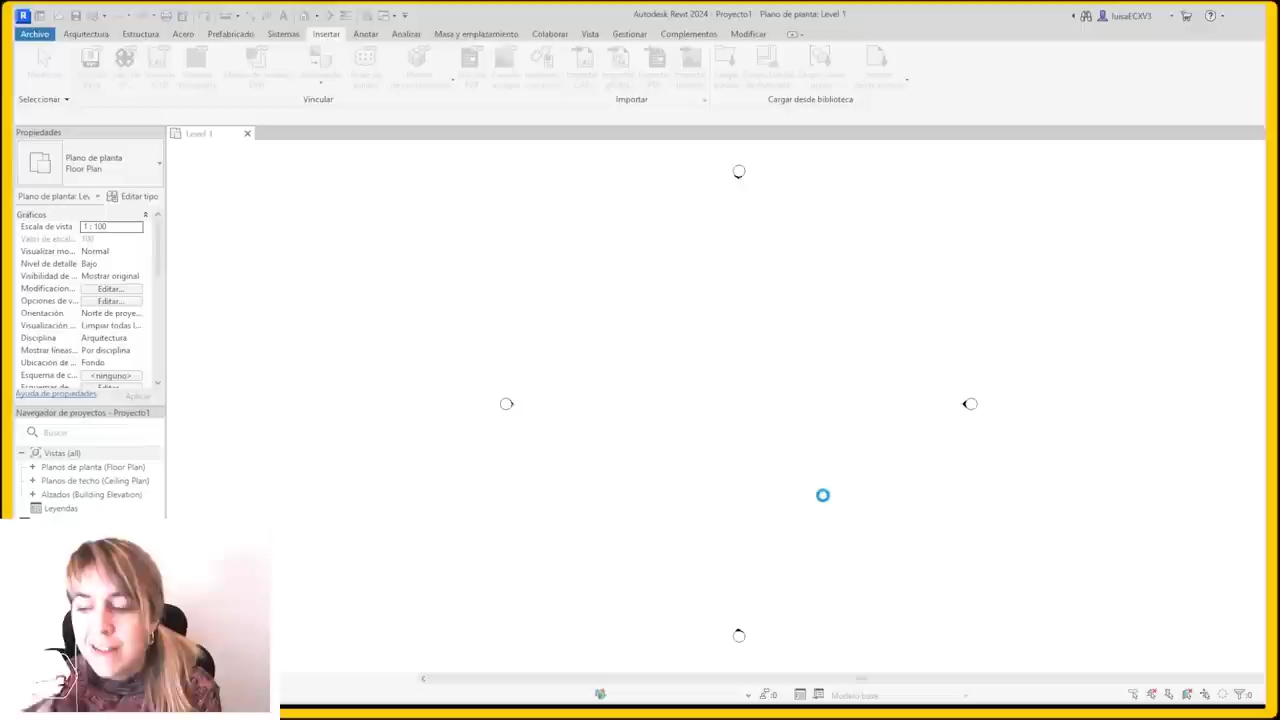 Autodesk Revit 2024 - Proyecto1 - Plano de planta: Level 1
luisaECXV3
Archivo
Arquitectura
Estructura
Acero
Prefabricado
Sistemas
Insertar
Anotar
Analizar
Masa y emplazamiento
Colaborar
Vista
Gestionar
Complementos
Modificar
Seleccionar
Vincular
Importar
Cargar desde biblioteca
Propiedades
Level 1
Plano de planta
Floor Plan
Plano de planta: Lev
Editar tipo
Gráficos
Escala de vista 1 : 100
Valor de escal... 100
Visualizar mo... Normal
Nivel de detalle Bajo
Visibilidad de ... Mostrar original
Modificacion... Editar...
Opciones de v... Editar...
Orientación Norte de proye...
Visualización ... Limpiar todas l...
Disciplina Arquitectura
Mostrar líneas... Por disciplina
Ubicación de ... Fondo
Esquema de c... <ninguno>
Ayuda de propiedades Aplicar
Navegador de proyectos - Proyecto1
Buscar
Vistas (all)
Planos de planta (Floor Plan)
Planos de techo (Ceiling Plan)
Alzados (Building Elevation)
Leyendas
:0
Modelo base
:0